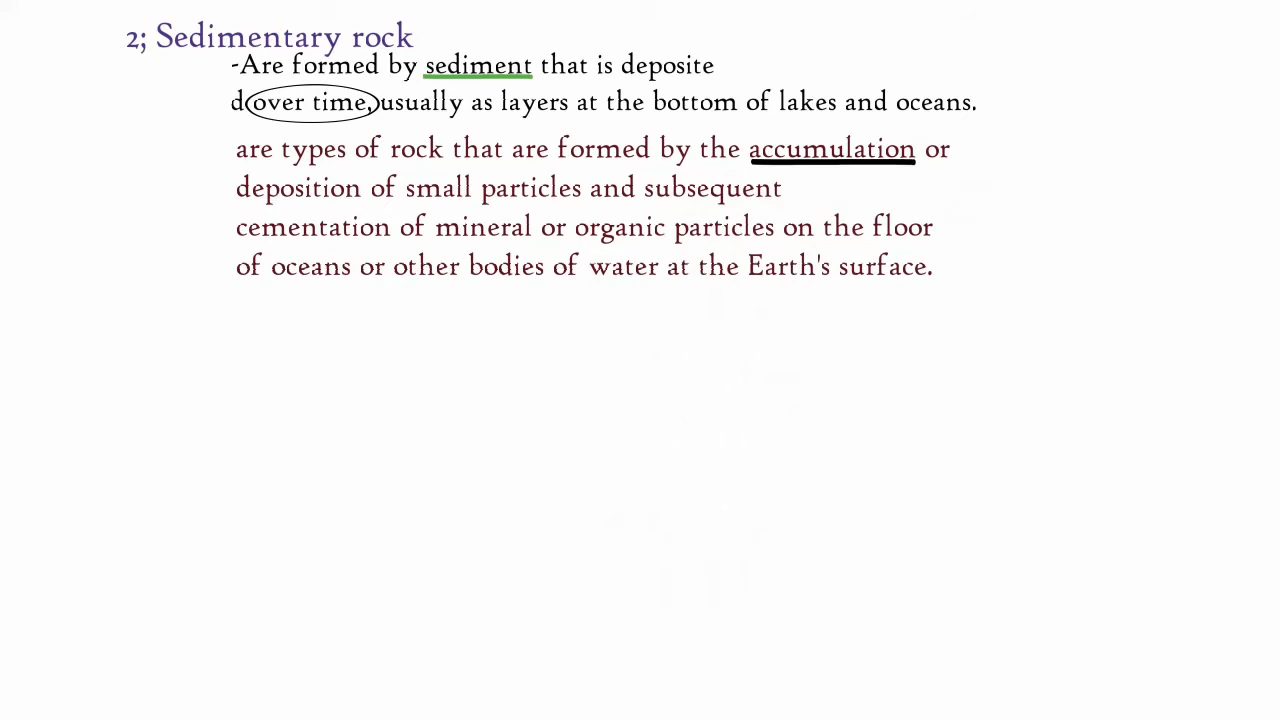 2; Sedimentary rock
-Are formed by sediment that is deposite
d over time, usually as layers at the bottom of lakes and oceans.
are types of rock that are formed by the accumulation or
deposition of small particles and subsequent
cementation of mineral or organic particles on the floor
of oceans or other bodies of water at the Earth's surface.